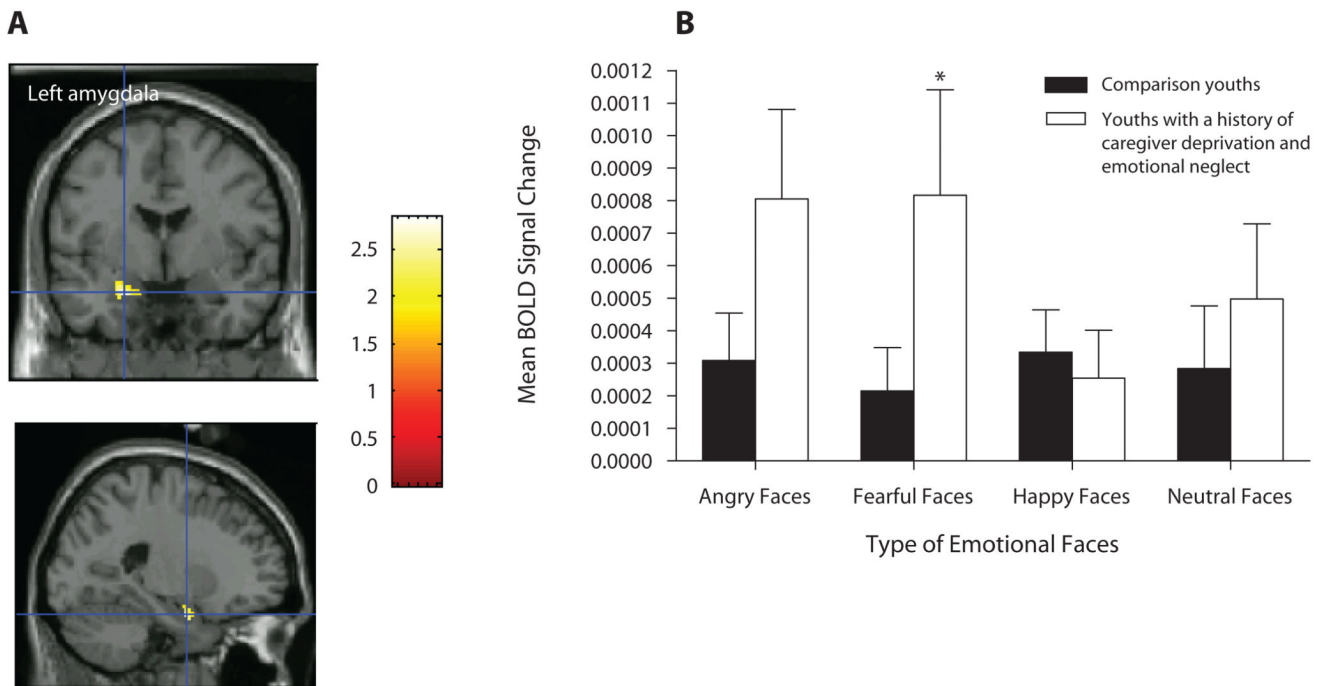 A
Left amygdala
2.5
2
1.5
1
0.5
0
B
Mean BOLD Signal Change
0.0012
0.0011
0.0010
0.0009
0.0008
0.0007
0.0006
0.0005
0.0004
0.0003
0.0002
0.0001
0.0000
*
Comparison youths
Youths with a history of
caregiver deprivation and
emotional neglect
Angry Faces
Fearful Faces
Happy Faces
Neutral Faces
Type of Emotional Faces